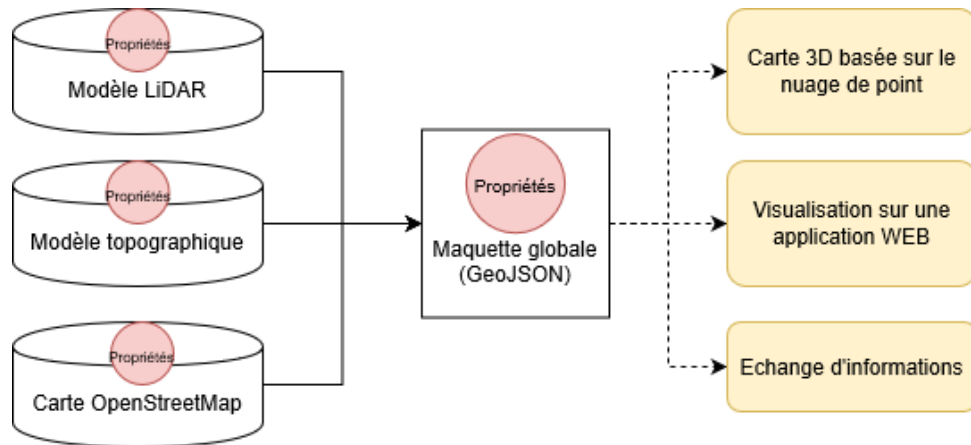 Propriétés
Modèle LiDAR
Propriétés
Modèle topographique
Propriétés
Carte OpenStreetMap
Propriétés
Maquette globale
(GeoJSON)
Carte 3D basée sur le
nuage de point
Visualisation sur une
application WEB
Echange d'informations